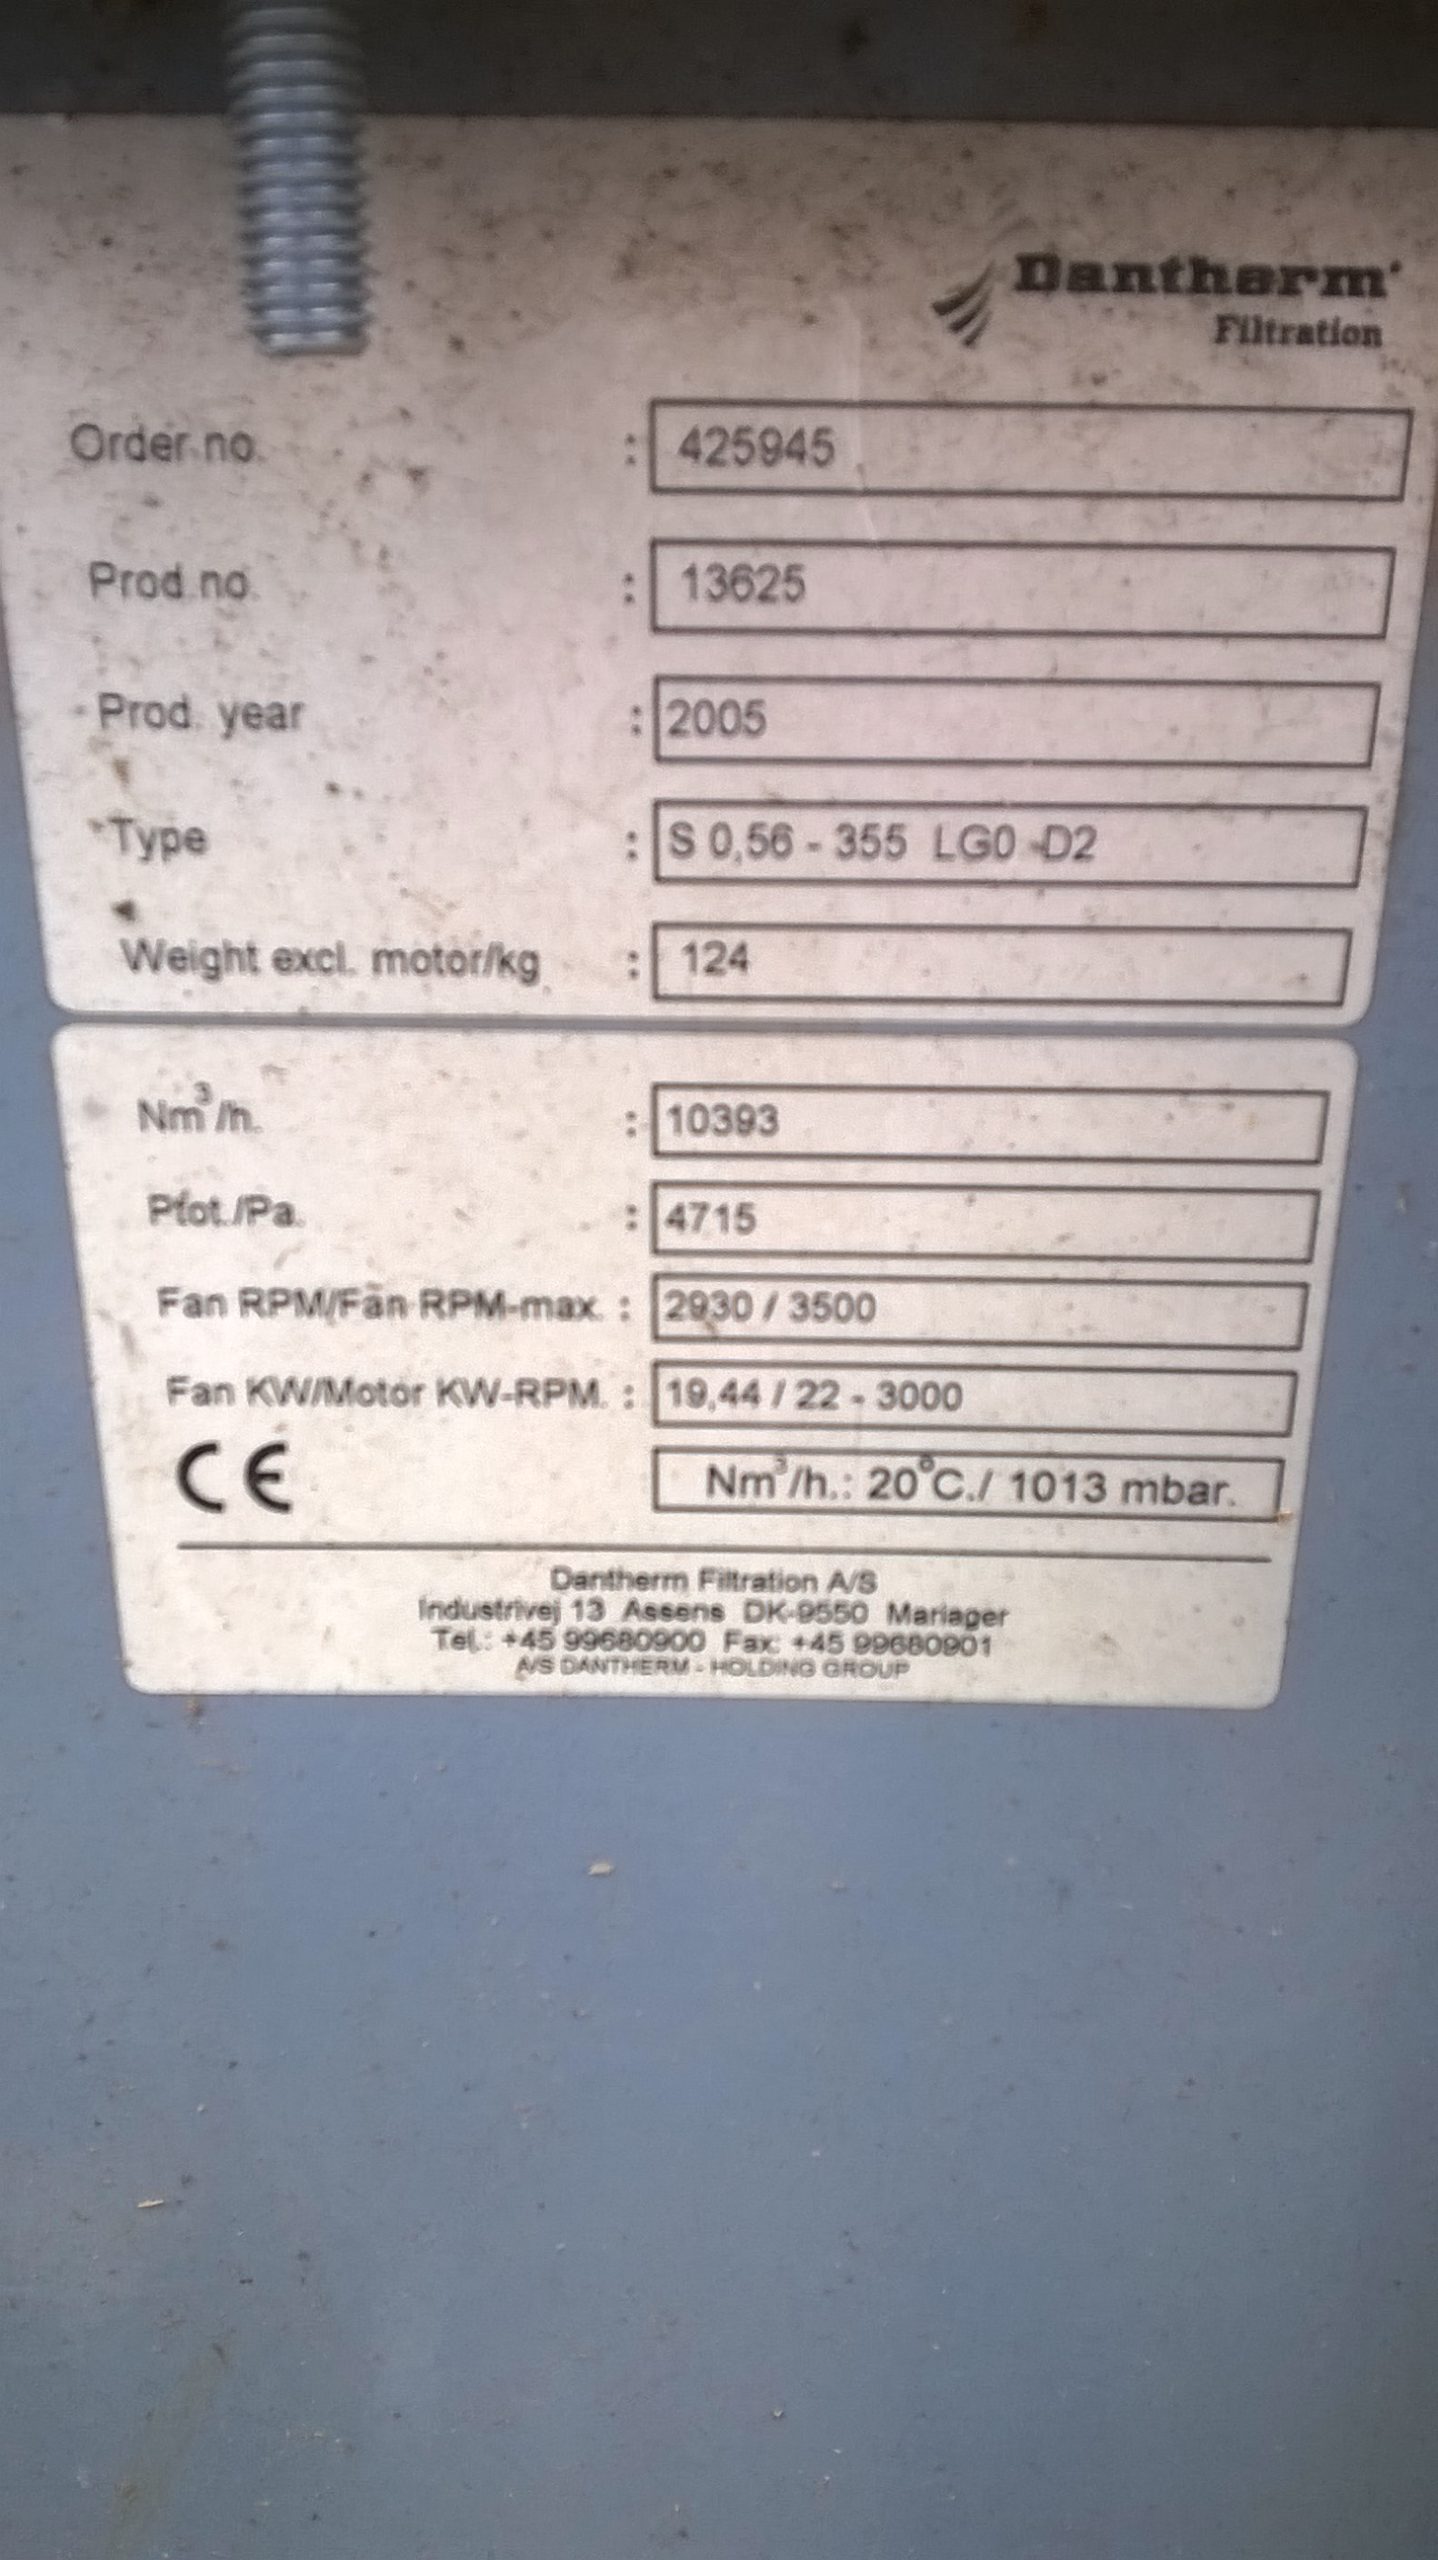 Dantherm
Filtration
Order no. : 425945
Prod.no. : 13625
Prod. year : 2005
Type : S 0,56 - 355 LG0 -D2
Weight excl. motor/kg : 124
Nm³/h. : 10393
Ptot./Pa. : 4715
Fan RPM/Fan RPM-max. : 2930 / 3500
Fan KW/Motor KW-RPM. : 19,44 / 22 - 3000
CE Nm³/h.: 20°C./ 1013 mbar.
Dantherm Filtration A/S
Industrivej 13 Assens DK-9550 Mariager
Tel.: +45 99680900 Fax: +45 99680901
A/S DANTHERM - HOLDING GROUP